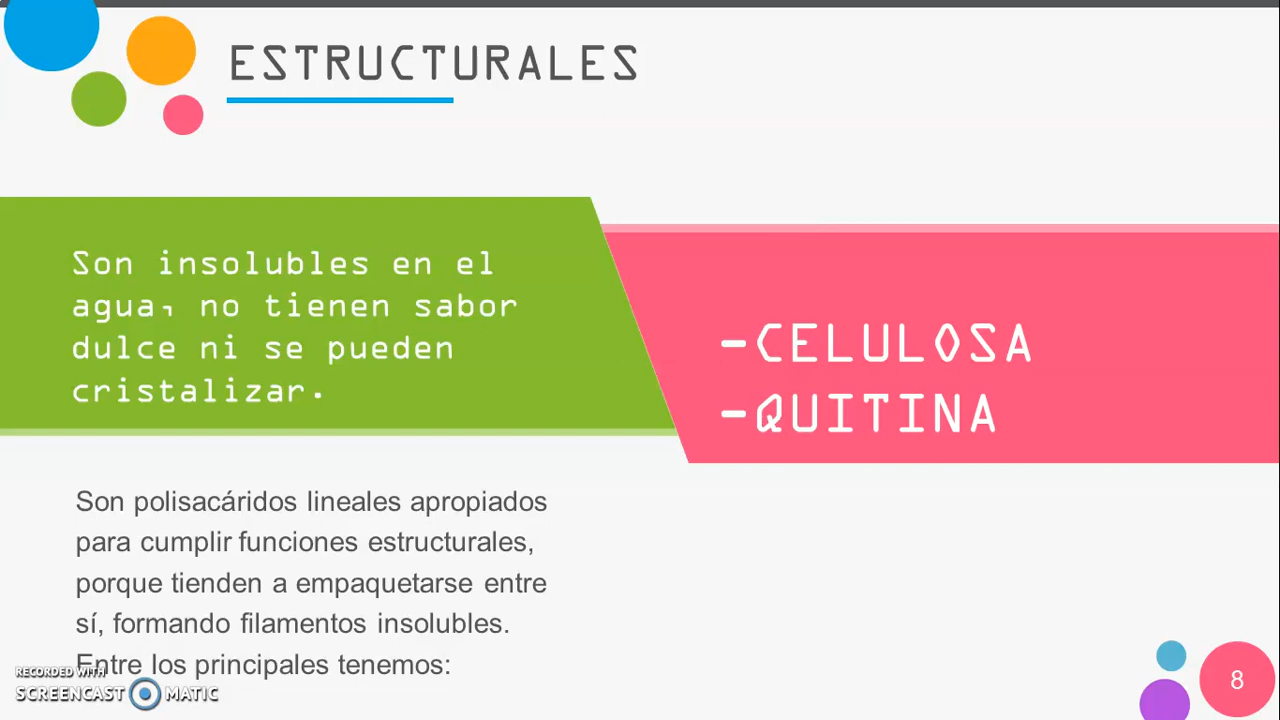 ESTRUCTURALES
Son insolubles en el
agua, no tienen sabor
dulce ni se pueden
cristalizar.
-CELULOSA
-QUITINA
Son polisacáridos lineales apropiados
para cumplir funciones estructurales,
porque tienden a empaquetarse entre
sí, formando filamentos insolubles.
Entre los principales tenemos:
RECORDED WITH
SCREENCAST MATIC
8